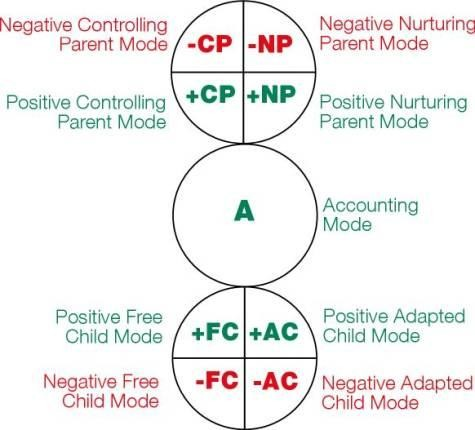 Negative Controlling
Parent Mode
-CP
-NP
Negative Nurturing
Parent Mode
Positive Controlling
Parent Mode
+CP
+NP
Positive Nurturing
Parent Mode
A
Accounting
Mode
Positive Free
Child Mode
+FC
+AC
Positive Adapted
Child Mode
Negative Free
Child Mode
-FC
-AC
Negative Adapted
Child Mode